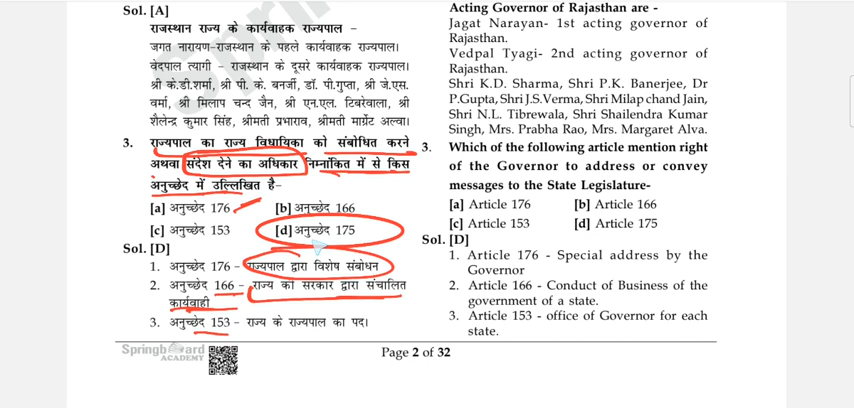 Sol. [A]
राजस्थान राज्य के कार्यवाहक राज्यपाल –
जगत नारायण-राजस्थान के पहले कार्यवाहक राज्यपाल।
वेदपाल त्यागी – राजस्थान के दूसरे कार्यवाहक राज्यपाल।
श्री के.डी.शर्मा, श्री पी. के. बनर्जी, डॉ. पी.गुप्ता, श्री जे.एस.
वर्मा, श्री मिलाप चन्द जैन, श्री एन.एल. टिबरेवाला, श्री
शैलेन्द्र कुमार सिंह, श्रीमती प्रभाराव, श्रीमती मार्ग्रेट अल्वा।
3. राज्यपाल का राज्य विधायिका को संबोधित करने
अथवा संदेश देने का अधिकार निम्नांकित में से किस
अनुच्छेद में उल्लिखित है–
[a] अनुच्छेद 176 [b] अनुच्छेद 166
[c] अनुच्छेद 153 [d] अनुच्छेद 175
Sol. [D]
1. अनुच्छेद 176 – राज्यपाल द्वारा विशेष संबोधन
2. अनुच्छेद 166 – राज्य की सरकार द्वारा संचालित
कार्यवाही
3. अनुच्छेद 153 – राज्य के राज्यपाल का पद।
Acting Governor of Rajasthan are -
Jagat Narayan- 1st acting governor of
Rajasthan.
Vedpal Tyagi - 2nd acting governor of
Rajasthan.
Shri K.D. Sharma, Shri P.K. Banerjee, Dr
P.Gupta, Shri J.S.Verma, Shri Milap chand Jain,
Shri N.L. Tibrewala, Shri Shailendra Kumar
Singh, Mrs. Prabha Rao, Mrs. Margaret Alva.
3. Which of the following article mention right
of the Governor to address or convey
messages to the State Legislature-
[a] Article 176 [b] Article 166
[c] Article 153 [d] Article 175
Sol. [D]
1. Article 176 - Special address by the
Governor
2. Article 166 - Conduct of Business of the
government of a state.
3. Article 153 - office of Governor for each
state.
Springboard
ACADEMY
Page 2 of 32